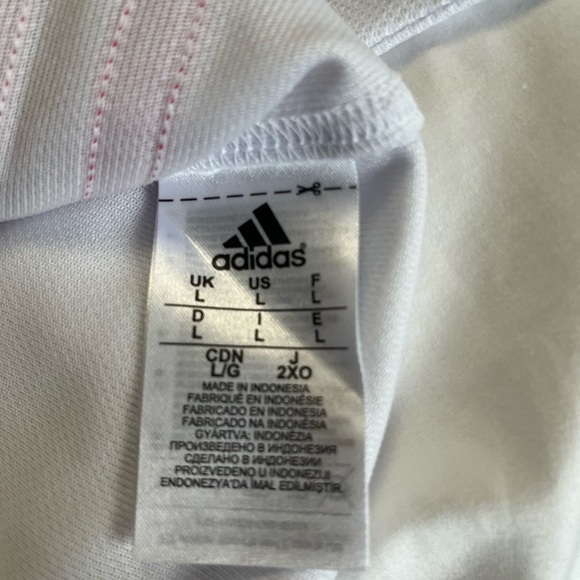 adidas®
UK US F
L L L
D I E
L L L
CDN J
L/G 2XO
MADE IN INDONESIA
FABRIQUÉ EN INDONÉSIE
FABRICADO EN INDONESIA
FABRICADO NA INDONÉSIA
GYÁRTVA: INDONÉZIA
ПРОИЗВЕДЕНО В ИНДОНЕЗИЯ
СДЕЛАНО В ИНДОНЕЗИИ
PROIZVEDENO U INDONEZIJI
ENDONEZYA'DA İMAL EDİLMİŞTİR.